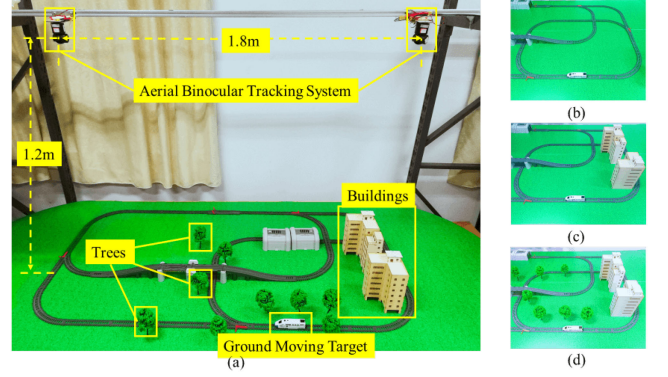 1.8m
Aerial Binocular Tracking System
1.2m
Buildings
Trees
Ground Moving Target
(a)
(b)
(c)
(d)